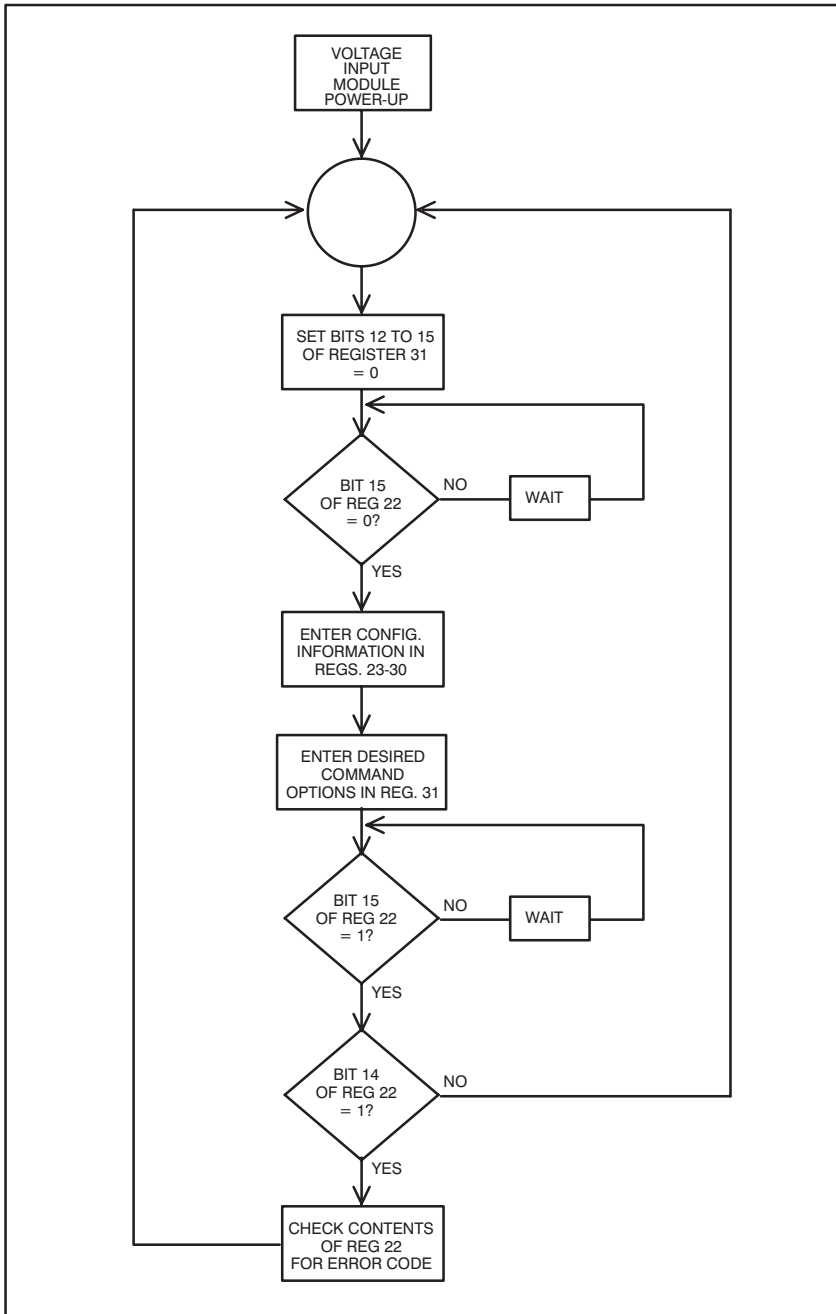 VOLTAGE
INPUT
MODULE
POWER-UP
SET BITS 12 TO 15
OF REGISTER 31
= 0
BIT 15
OF REG 22
= 0?
NO
WAIT
YES
ENTER CONFIG.
INFORMATION IN
REGS. 23-30
ENTER DESIRED
COMMAND
OPTIONS IN REG. 31
BIT 15
OF REG 22
= 1?
NO
WAIT
YES
BIT 14
OF REG 22
= 1?
NO
YES
CHECK CONTENTS
OF REG 22
FOR ERROR CODE